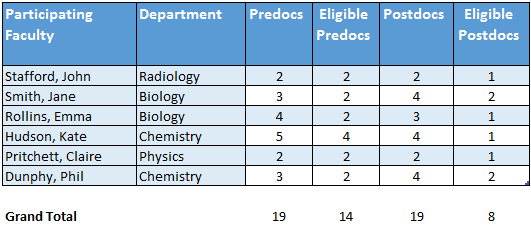 Participating Faculty Department Predocs Eligible Predocs Postdocs Eligible Postdocs
Stafford, John Radiology 2 2 2 1
Smith, Jane Biology 3 2 4 2
Rollins, Emma Biology 4 2 3 1
Hudson, Kate Chemistry 5 4 4 1
Pritchett, Claire Physics 2 2 2 1
Dunphy, Phil Chemistry 3 2 4 2
Grand Total 19 14 19 8